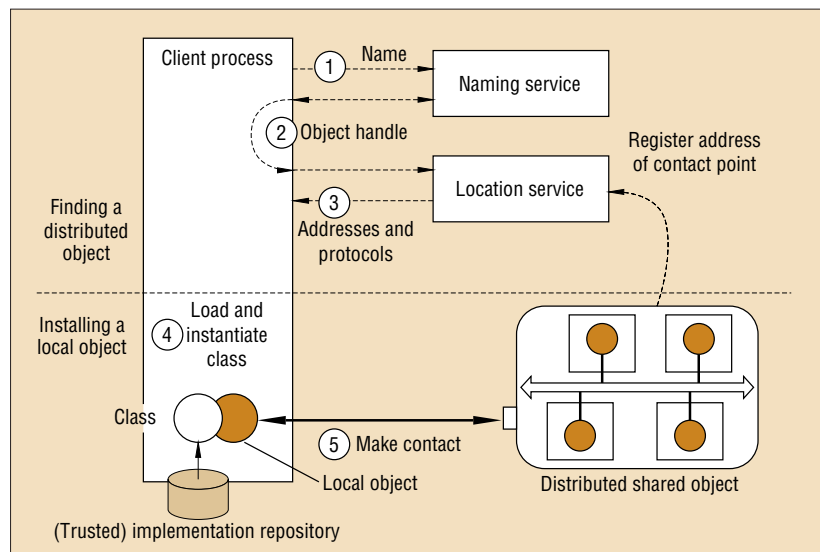 Client process
1
Name
Naming service
2
Object handle
Register address
of contact point
Location service
3
Addresses and
protocols
Finding a
distributed
object
Installing a
local object
4
Load and
instantiate
class
Class
5
Make contact
Local object
Distributed shared object
(Trusted) implementation repository